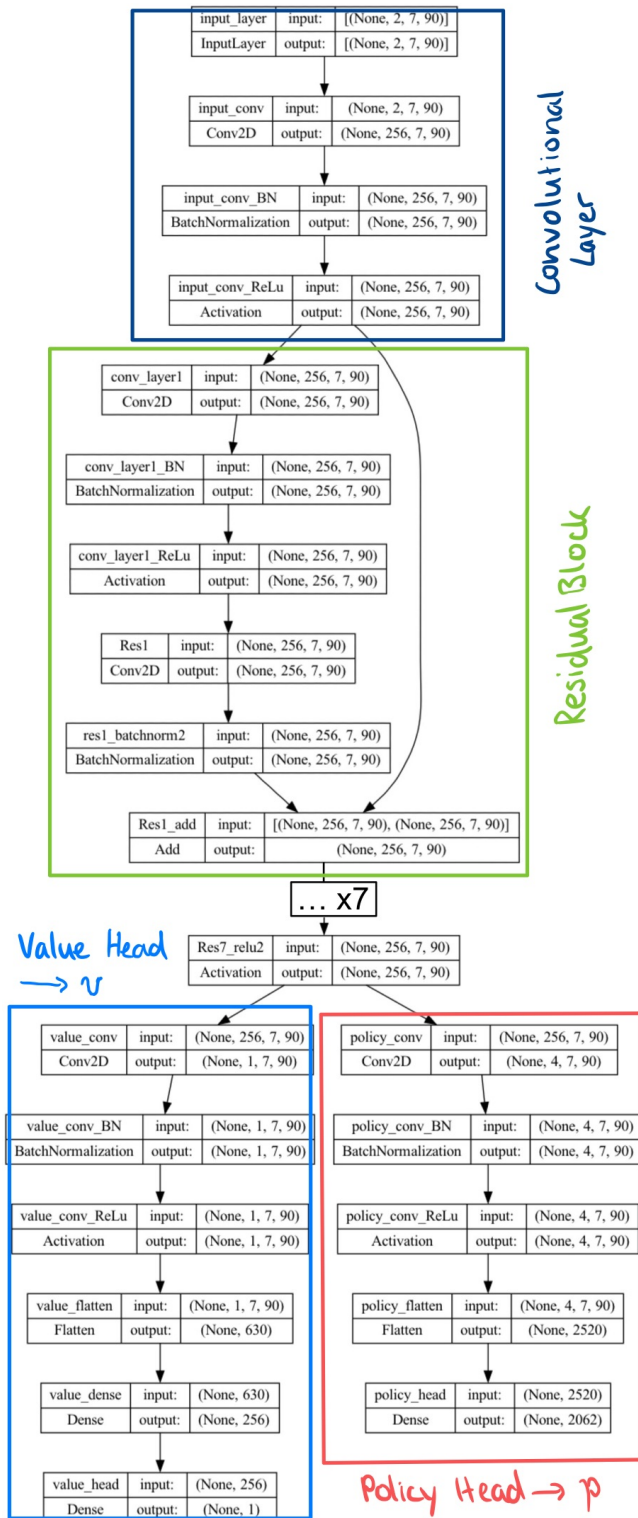 input_layer input: [(None, 2, 7, 90)]
InputLayer output: [(None, 2, 7, 90)]
input_conv input: (None, 2, 7, 90)
Conv2D output: (None, 256, 7, 90)
input_conv_BN input: (None, 256, 7, 90)
BatchNormalization output: (None, 256, 7, 90)
input_conv_ReLu input: (None, 256, 7, 90)
Activation output: (None, 256, 7, 90)
Convolutional
Layer
conv_layer1 input: (None, 256, 7, 90)
Conv2D output: (None, 256, 7, 90)
conv_layer1_BN input: (None, 256, 7, 90)
BatchNormalization output: (None, 256, 7, 90)
conv_layer1_ReLu input: (None, 256, 7, 90)
Activation output: (None, 256, 7, 90)
Res1 input: (None, 256, 7, 90)
Conv2D output: (None, 256, 7, 90)
res1_batchnorm2 input: (None, 256, 7, 90)
BatchNormalization output: (None, 256, 7, 90)
Res1_add input: [(None, 256, 7, 90), (None, 256, 7, 90)]
Add output: (None, 256, 7, 90)
Residual Block
... x7
Res7_relu2 input: (None, 256, 7, 90)
Activation output: (None, 256, 7, 90)
Value Head
→ v
value_conv input: (None, 256, 7, 90)
Conv2D output: (None, 1, 7, 90)
value_conv_BN input: (None, 1, 7, 90)
BatchNormalization output: (None, 1, 7, 90)
value_conv_ReLu input: (None, 1, 7, 90)
Activation output: (None, 1, 7, 90)
value_flatten input: (None, 1, 7, 90)
Flatten output: (None, 630)
value_dense input: (None, 630)
Dense output: (None, 256)
value_head input: (None, 256)
Dense output: (None, 1)
policy_conv input: (None, 256, 7, 90)
Conv2D output: (None, 4, 7, 90)
policy_conv_BN input: (None, 4, 7, 90)
BatchNormalization output: (None, 4, 7, 90)
policy_conv_ReLu input: (None, 4, 7, 90)
Activation output: (None, 4, 7, 90)
policy_flatten input: (None, 4, 7, 90)
Flatten output: (None, 2520)
policy_head input: (None, 2520)
Dense output: (None, 2062)
Policy Head → p